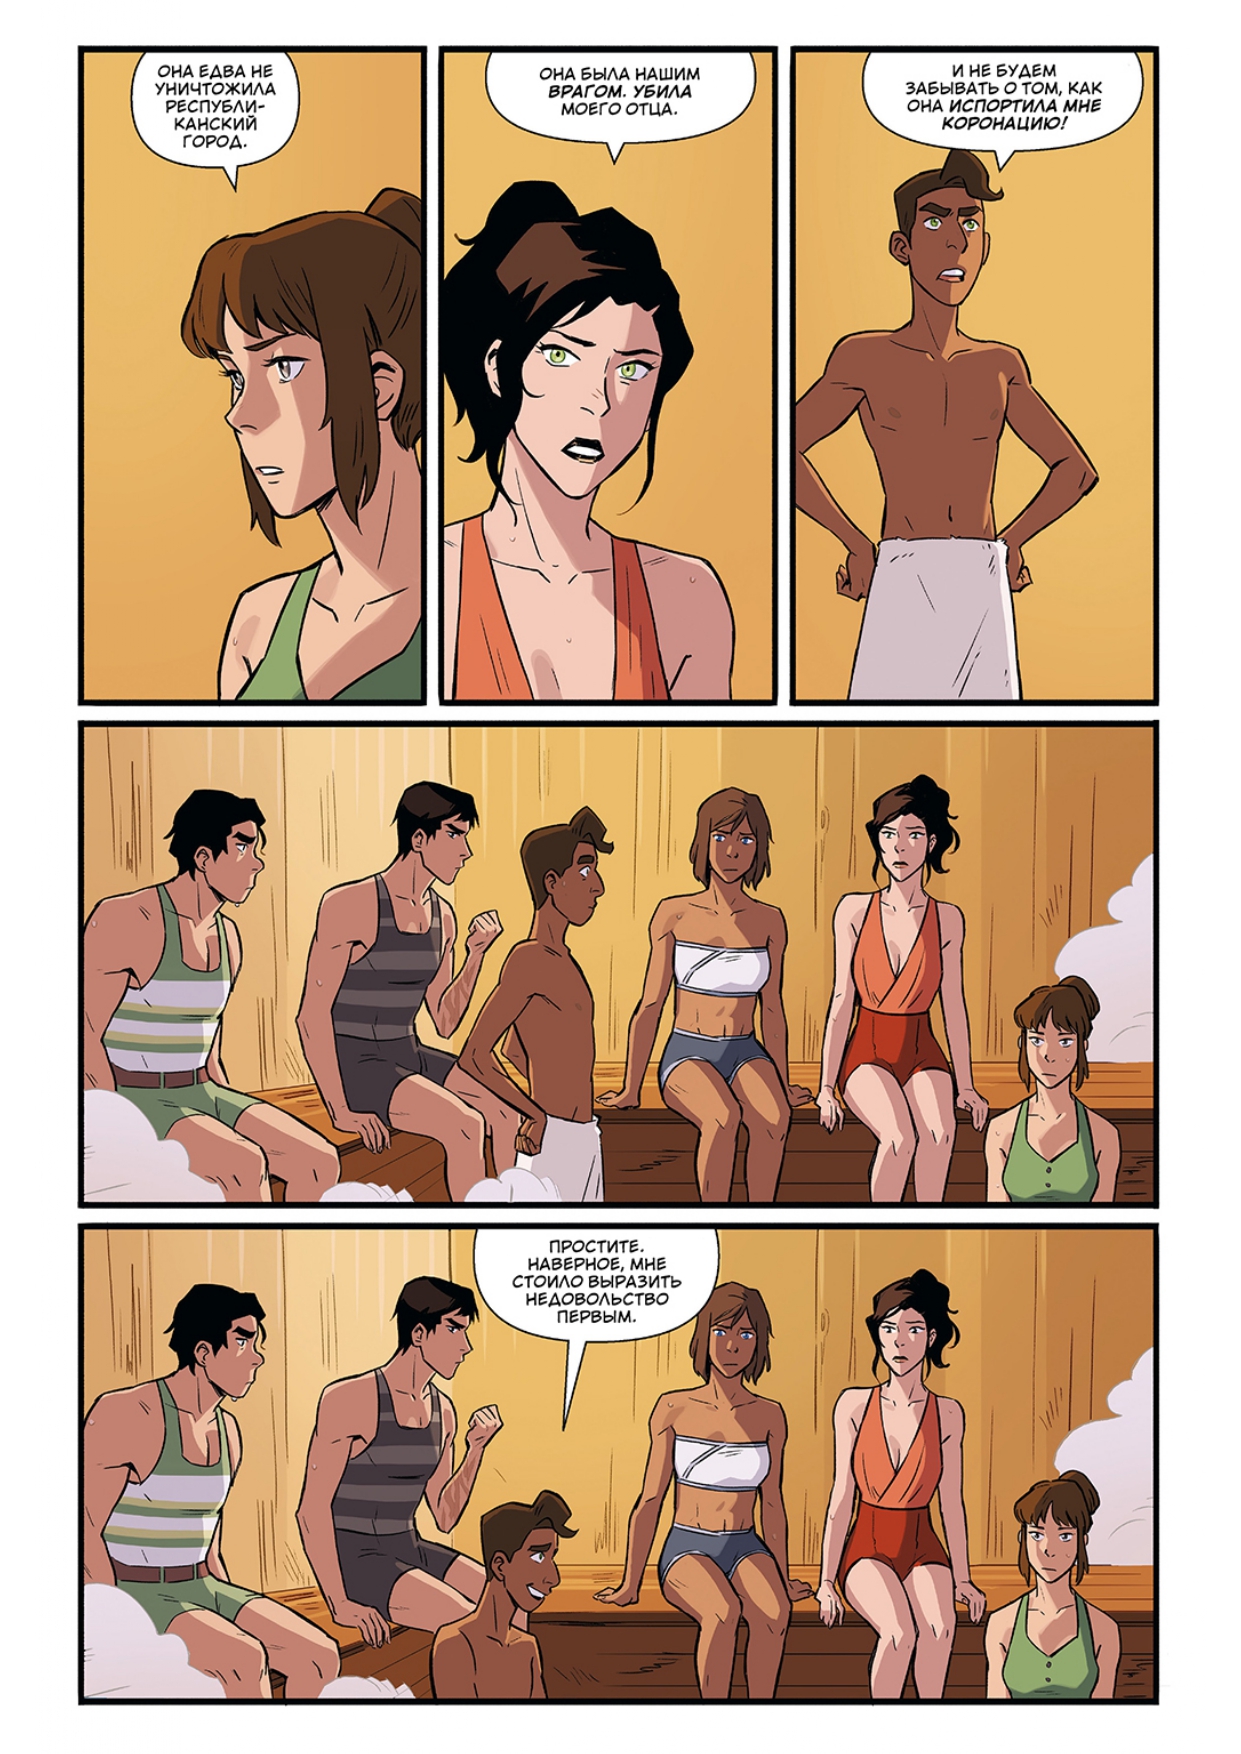 ОНА ЕДВА НЕ
УНИЧТОЖИЛА
РЕСПУБЛИ-
КАНСКИЙ
ГОРОД.
ОНА БЫЛА НАШИМ
ВРАГОМ. УБИЛА
МОЕГО ОТЦА.
И НЕ БУДЕМ
ЗАБЫВАТЬ О ТОМ, КАК
ОНА ИСПОРТИЛА МНЕ
КОРОНАЦИЮ!
ПРОСТИТЕ.
НАВЕРНОЕ, МНЕ
СТОИЛО ВЫРАЗИТЬ
НЕДОВОЛЬСТВО
ПЕРВЫМ.